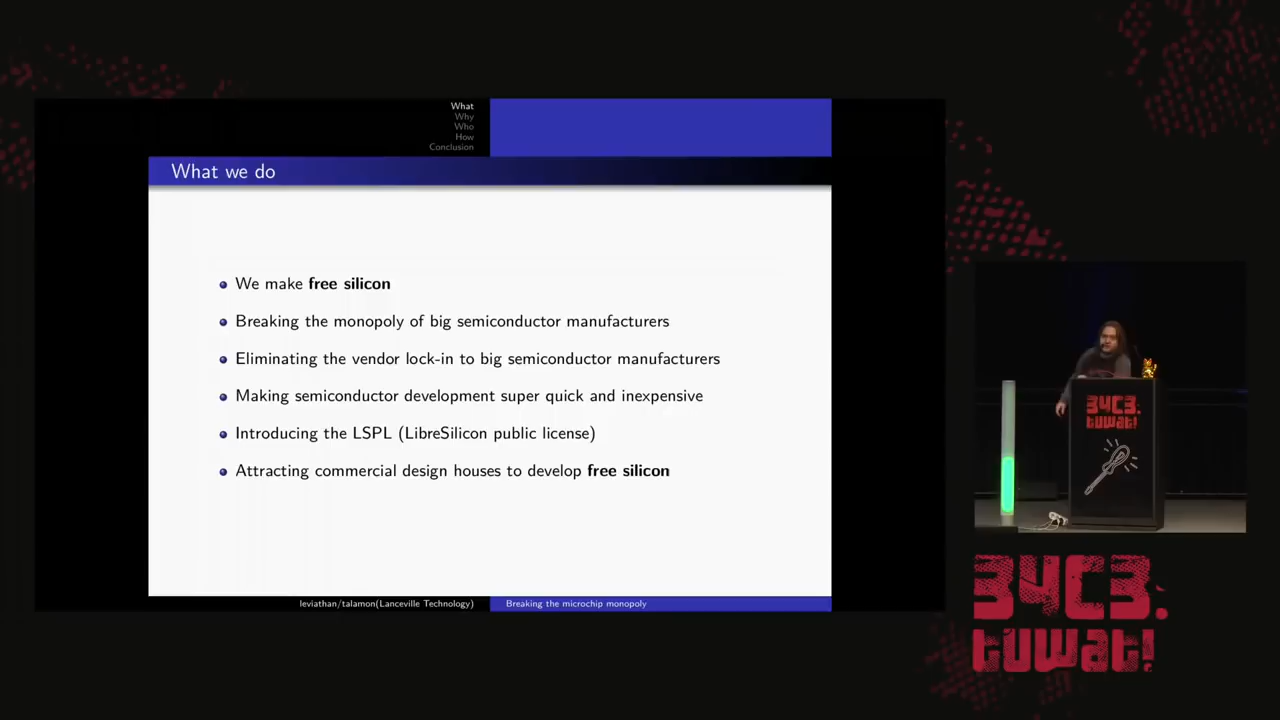 What
Why
Who
How
Conclusion
What we do
We make free silicon
Breaking the monopoly of big semiconductor manufacturers
Eliminating the vendor lock-in to big semiconductor manufacturers
Making semiconductor development super quick and inexpensive
Introducing the LSPL (LibreSilicon public license)
Attracting commercial design houses to develop free silicon
leviathan/talamon(Lanceville Technology)
Breaking the microchip monopoly
34C3.
tuwat!
34C3.
tuwat!